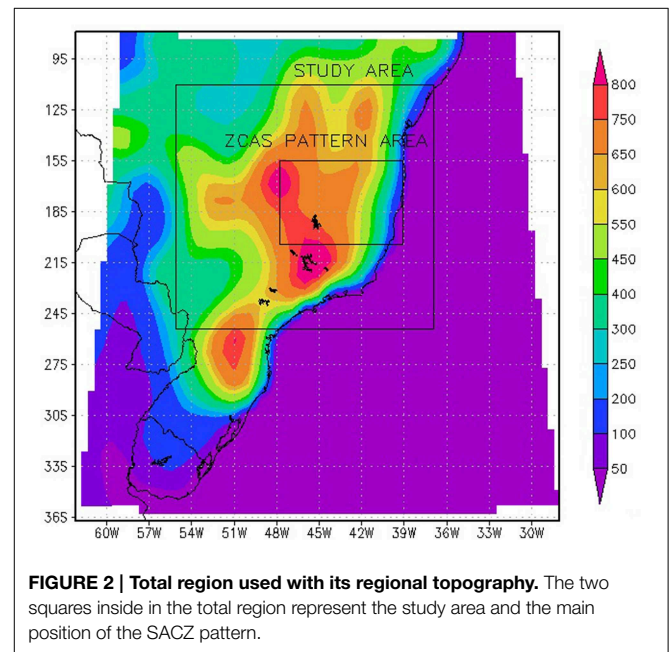 9S
12S
15S
18S
21S
24S
27S
30S
33S
36S
STUDY AREA
ZCAS PATTERN AREA
60W 57W 54W 51W 48W 45W 42W 39W 36W 33W 30W
800
750
650
600
550
450
400
300
200
100
50
FIGURE 2 | Total region used with its regional topography. The two
squares inside in the total region represent the study area and the main
position of the SACZ pattern.